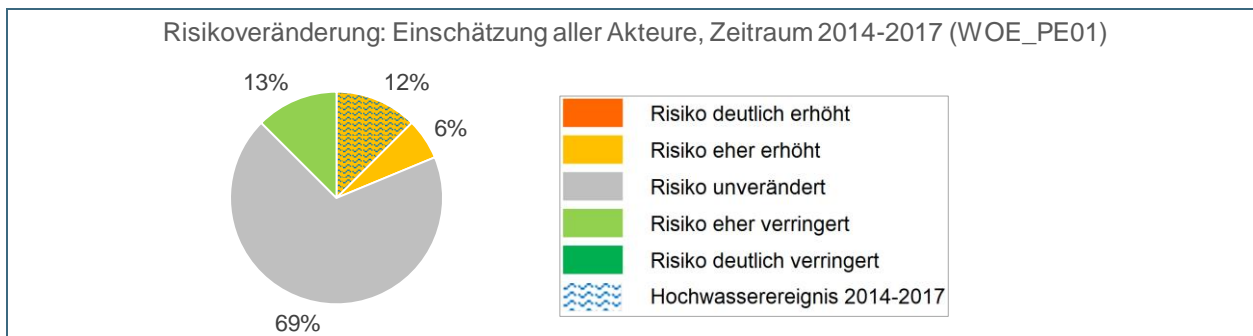 Risikoveränderung: Einschätzung aller Akteure, Zeitraum 2014-2017 (WOE_PE01)
13%
12%
6%
69%
Risiko deutlich erhöht
Risiko eher erhöht
Risiko unverändert
Risiko eher verringert
Risiko deutlich verringert
Hochwasserereignis 2014-2017